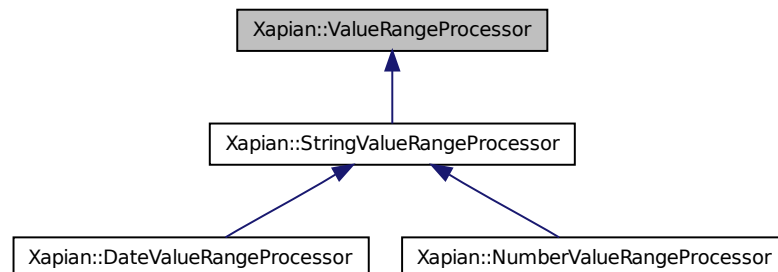 Xapian::ValueRangeProcessor
Xapian::StringValueRangeProcessor
Xapian::DateValueRangeProcessor
Xapian::NumberValueRangeProcessor